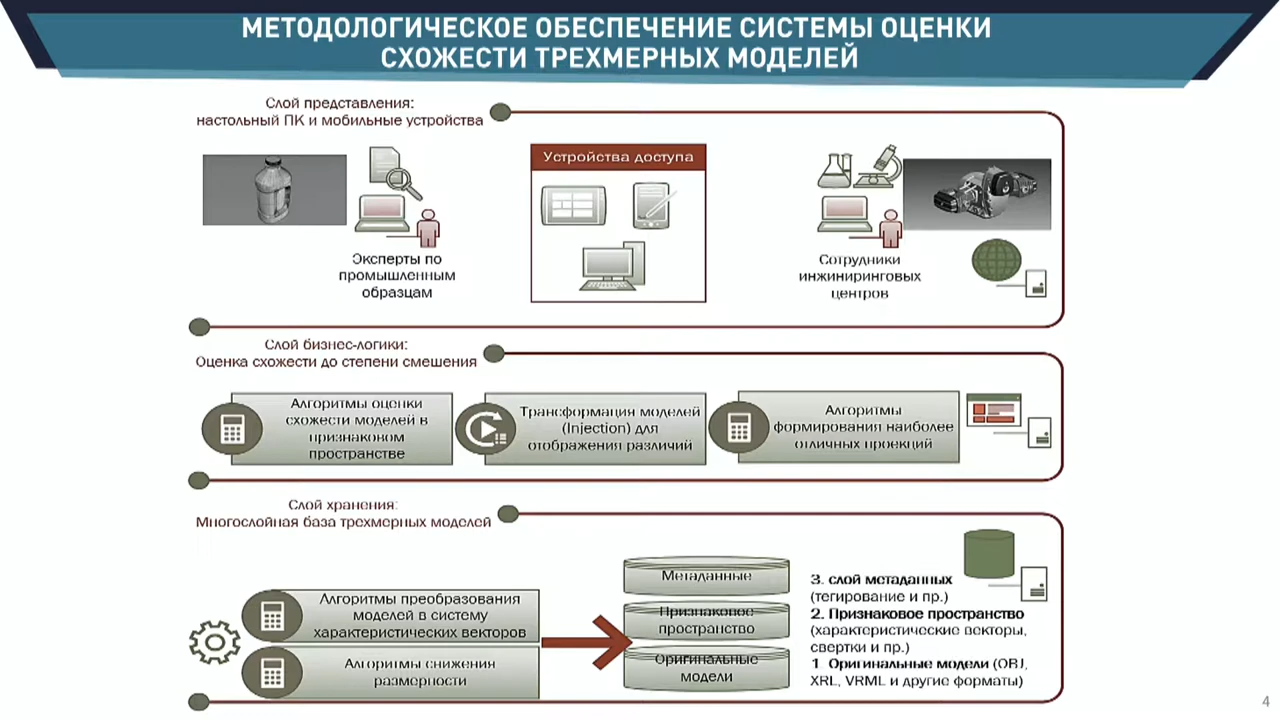 МЕТОДОЛОГИЧЕСКОЕ ОБЕСПЕЧЕНИЕ СИСТЕМЫ ОЦЕНКИ
СХОЖЕСТИ ТРЕХМЕРНЫХ МОДЕЛЕЙ
Слой представления:
настольный ПК и мобильные устройства
Устройства доступа
Эксперты по
промышленным
образцам
Сотрудники
инжиниринговых
центров
Слой бизнес-логики:
Оценка схожести до степени смешения
Алгоритмы оценки
схожести моделей в
признаковом
пространстве
Трансформация моделей
(Injection) для
отображения различий
Алгоритмы
формирования наиболее
отличных проекций
Слой хранения:
Многослойная база трехмерных моделей
Алгоритмы преобразования
моделей в систему
характеристических векторов
Алгоритмы снижения
размерности
Метаданные
Признаковое
пространство
Оригинальные
модели
3. слой метаданных
(тегирование и пр.)
2. Признаковое пространство
(характеристические векторы,
свертки и пр.)
1. Оригинальные модели (OBJ,
XRL, VRML и другие форматы)
4